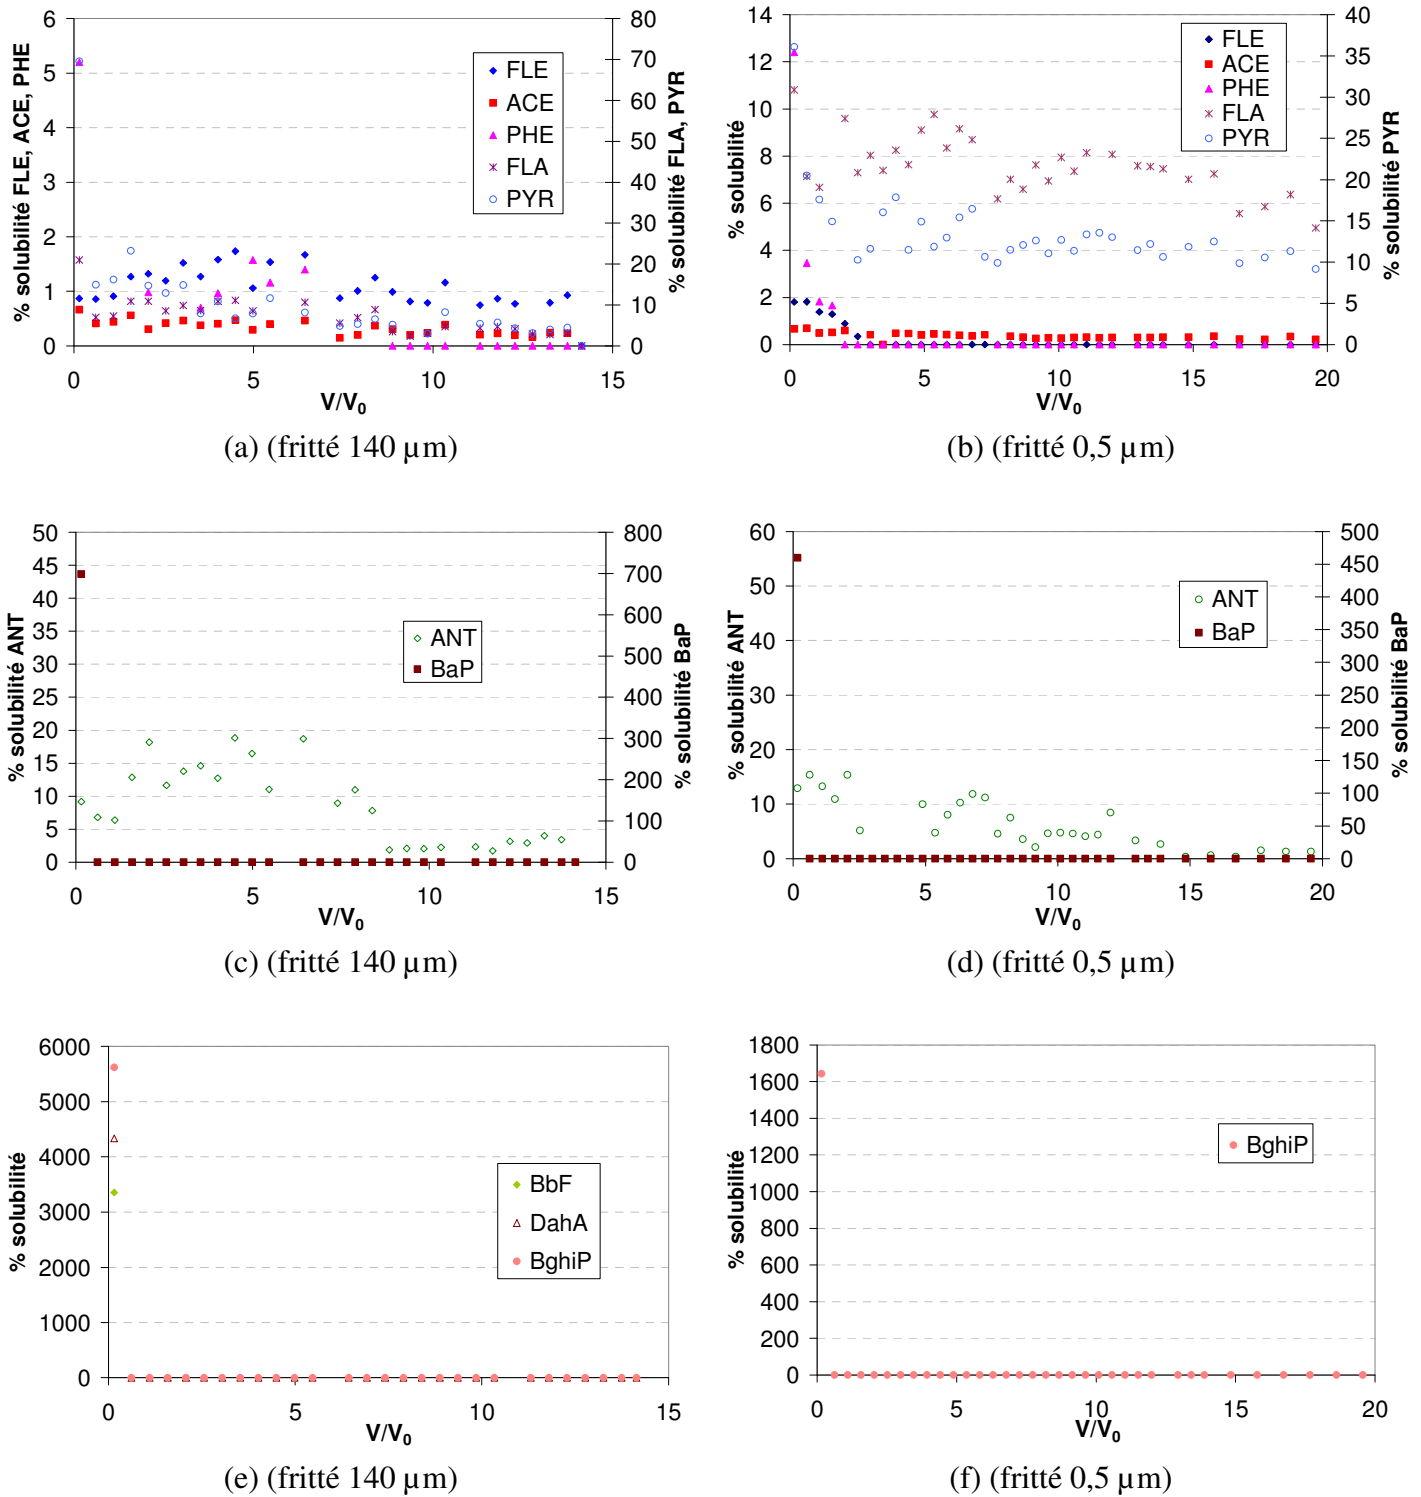 % solubilité FLE, ACE, PHE
6
5
4
3
2
1
0
FLE
ACE
PHE
FLA
PYR
80
70
60
50
40
30
20
10
0
% solubilité FLA, PYR
0 5 10 15
V/V0
(a) (fritté 140 µm)
% solubilité
14
12
10
8
6
4
2
0
FLE
ACE
PHE
FLA
PYR
40
35
30
25
20
15
10
5
0
% solubilité PYR
0 5 10 15 20
V/V0
(b) (fritté 0,5 µm)
% solubilité ANT
50
45
40
35
30
25
20
15
10
5
0
ANT
BaP
800
700
600
500
400
300
200
100
0
% solubilité BaP
0 5 10 15
V/V0
(c) (fritté 140 µm)
% solubilité ANT
60
50
40
30
20
10
0
ANT
BaP
500
450
400
350
300
250
200
150
100
50
0
% solubilité BaP
0 5 10 15 20
V/V0
(d) (fritté 0,5 µm)
% solubilité
6000
5000
4000
3000
2000
1000
0
BbF
DahA
BghiP
0 5 10 15
V/V0
(e) (fritté 140 µm)
% solubilité
1800
1600
1400
1200
1000
800
600
400
200
0
BghiP
0 5 10 15 20
V/V0
(f) (fritté 0,5 µm)